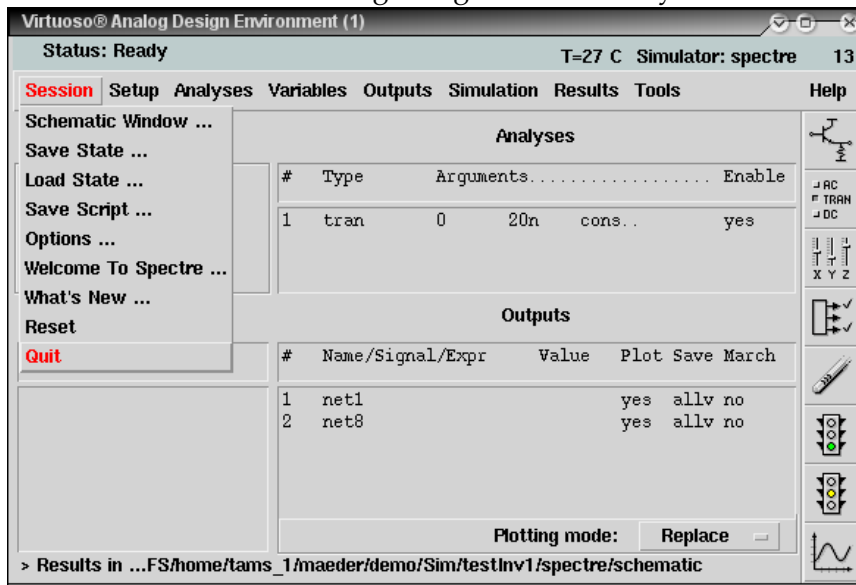 Virtuoso® Analog Design Environment (1)
Status: Ready T=27 C Simulator: spectre 13
Session Setup Analyses Variables Outputs Simulation Results Tools Help
Schematic Window ...
Save State ...
Load State ...
Save Script ...
Options ...
Welcome To Spectre ...
What's New ...
Reset
Quit
Analyses
# Type Arguments................... Enable
1 tran 0 20n cons.. yes
Outputs
# Name/Signal/Expr Value Plot Save March
1 net1 yes allv no
2 net8 yes allv no
Plotting mode: Replace
> Results in ...FS/home/tams_1/maeder/demo/Sim/testInv1/spectre/schematic
AC
TRAN
DC
X Y Z